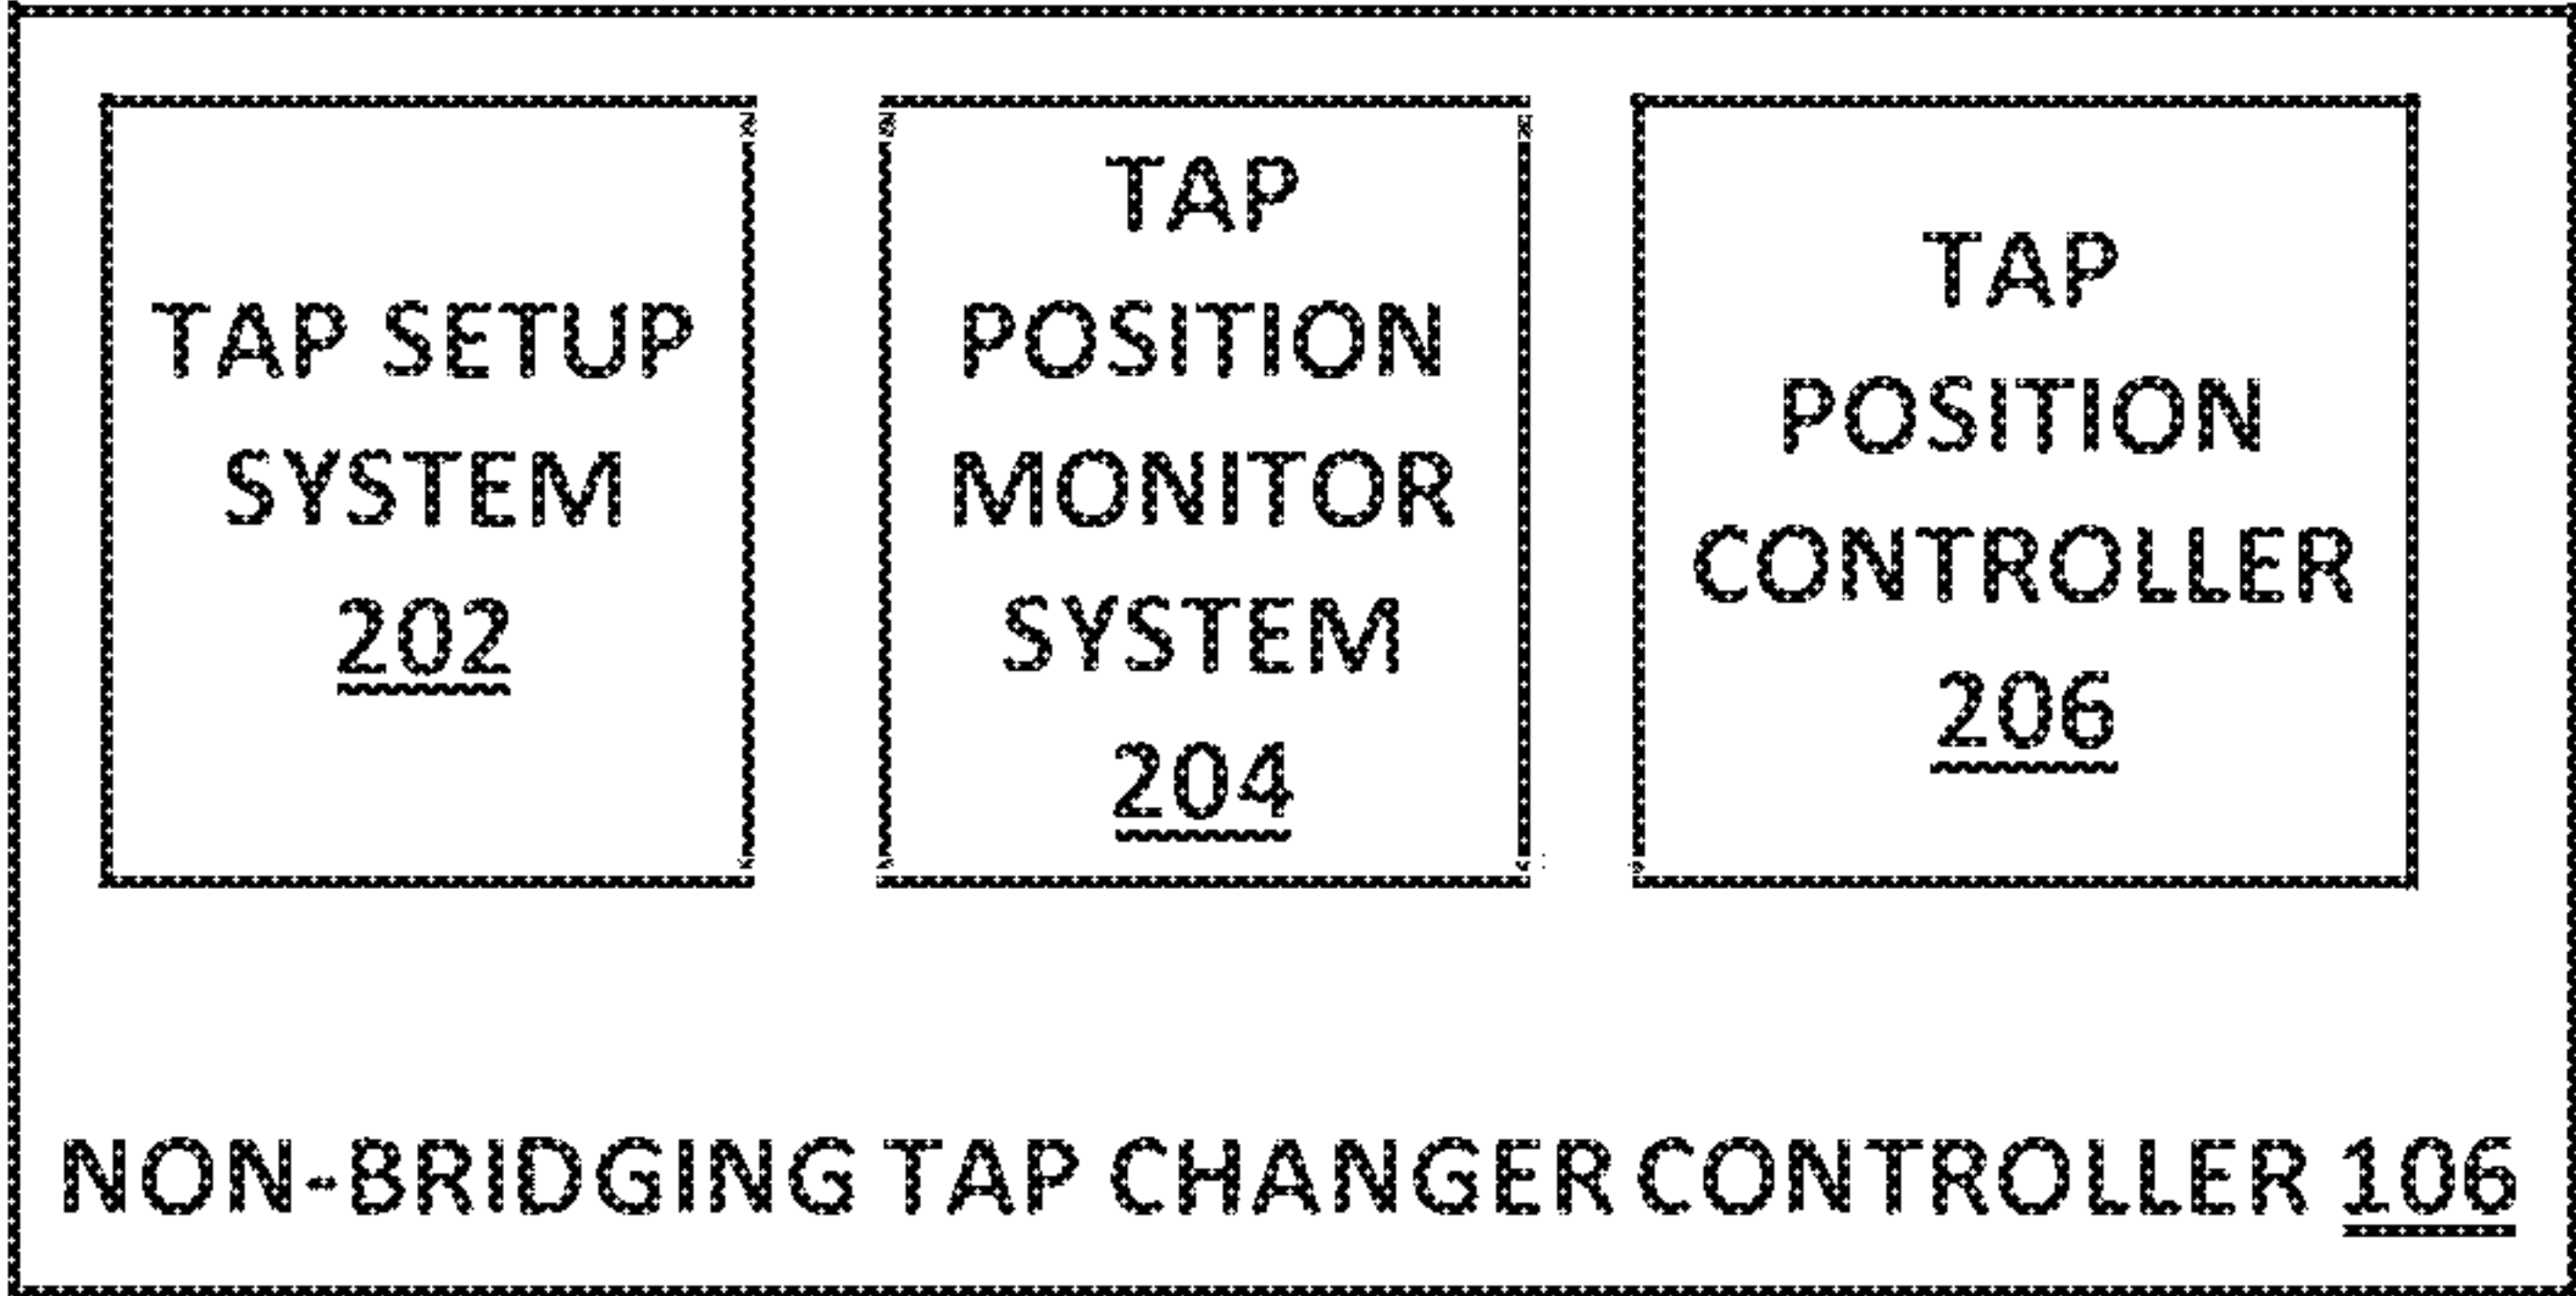 TAP SETUP
SYSTEM
202
TAP
POSITION
MONITOR
SYSTEM
204
TAP
POSITION
CONTROLLER
206
NON-BRIDGING TAP CHANGER CONTROLLER 106